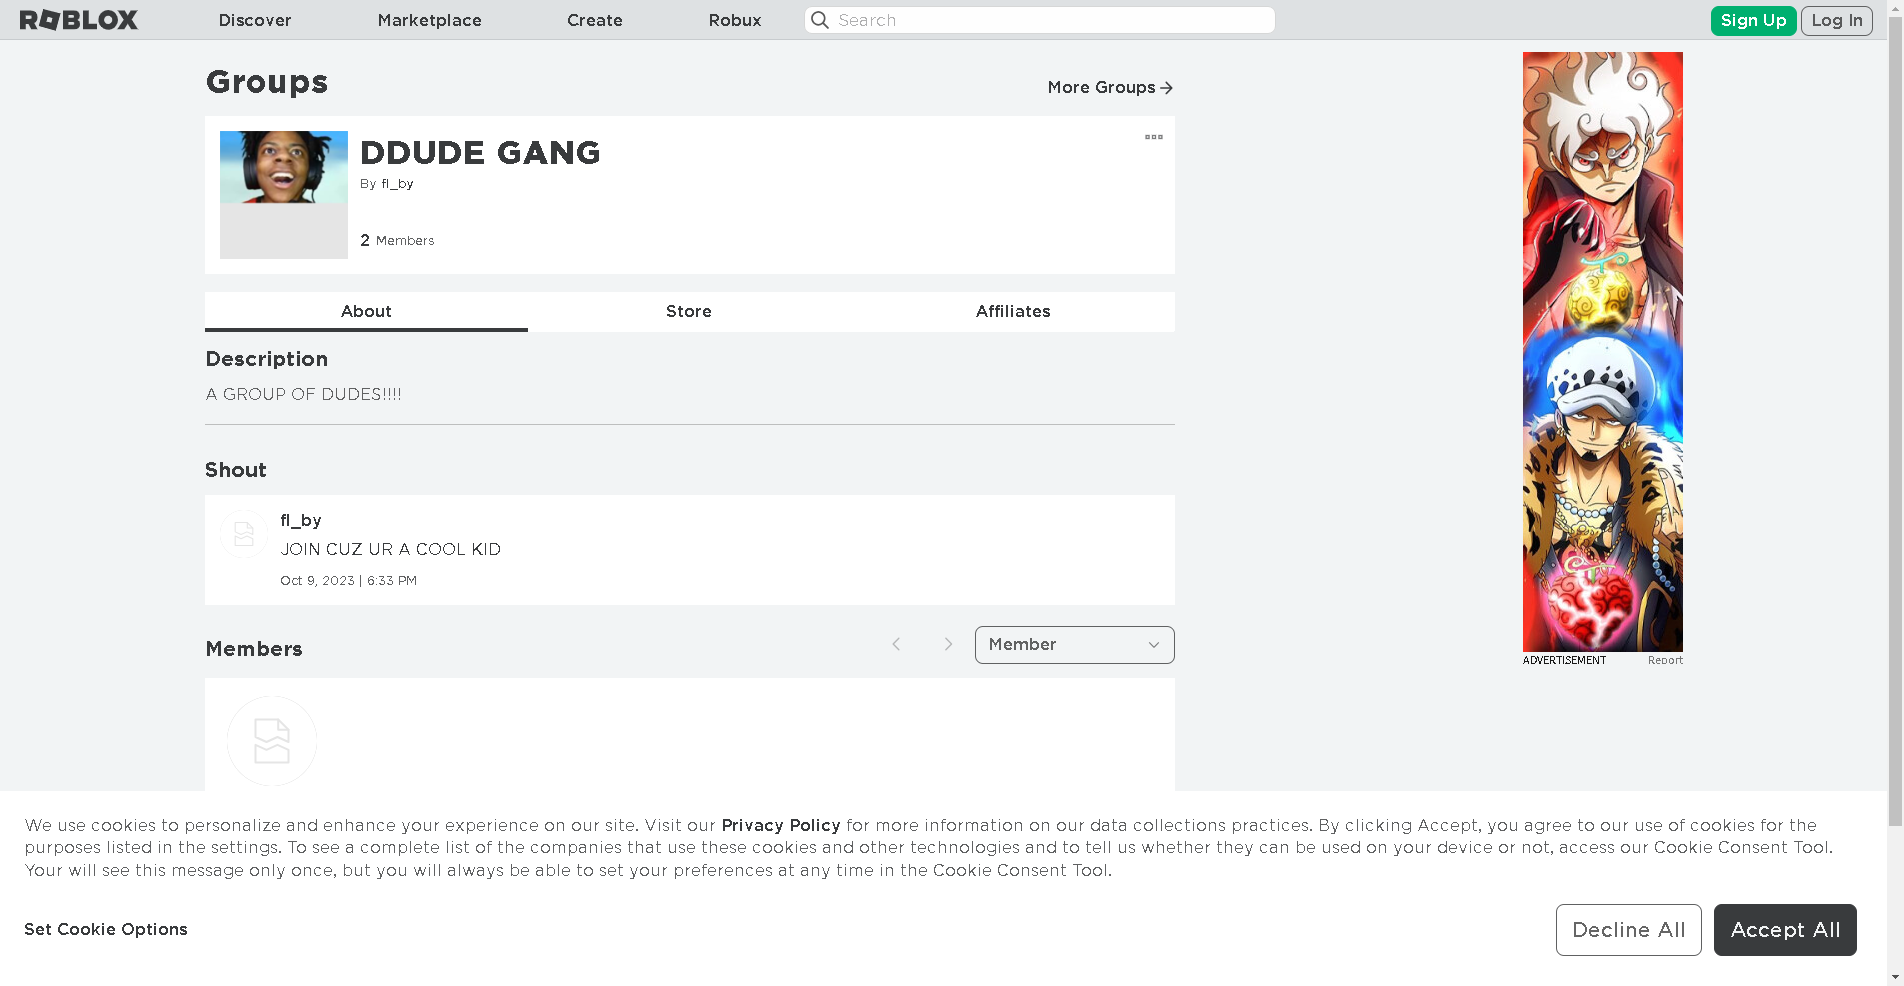 ROBLOX Discover Marketplace Create Robux Search Sign Up Log In
Groups
More Groups
DDUDE GANG
By fl_by
2 Members
About Store Affiliates
Description
A GROUP OF DUDES!!!!
Shout
fl_by
JOIN CUZ UR A COOL KID
Oct 9, 2023 | 6:33 PM
Members
Member
ADVERTISEMENT Report
We use cookies to personalize and enhance your experience on our site. Visit our Privacy Policy for more information on our data collections practices. By clicking Accept, you agree to our use of cookies for the
purposes listed in the settings. To see a complete list of the companies that use these cookies and other technologies and to tell us whether they can be used on your device or not, access our Cookie Consent Tool.
Your will see this message only once, but you will always be able to set your preferences at any time in the Cookie Consent Tool.
Set Cookie Options
Decline All Accept All